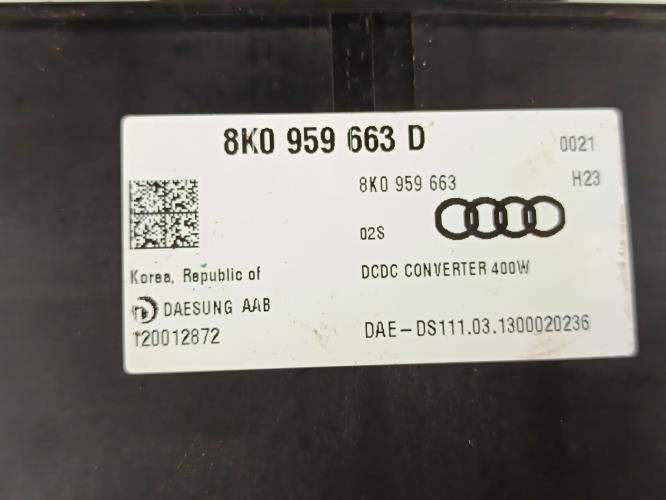 8K0 959 663 D
0021
8K0 959 663
H23
02S
Korea, Republic of
DCDC CONVERTER 400W
DAESUNG AAB
120012872
DAE-DS111.03.1300020236